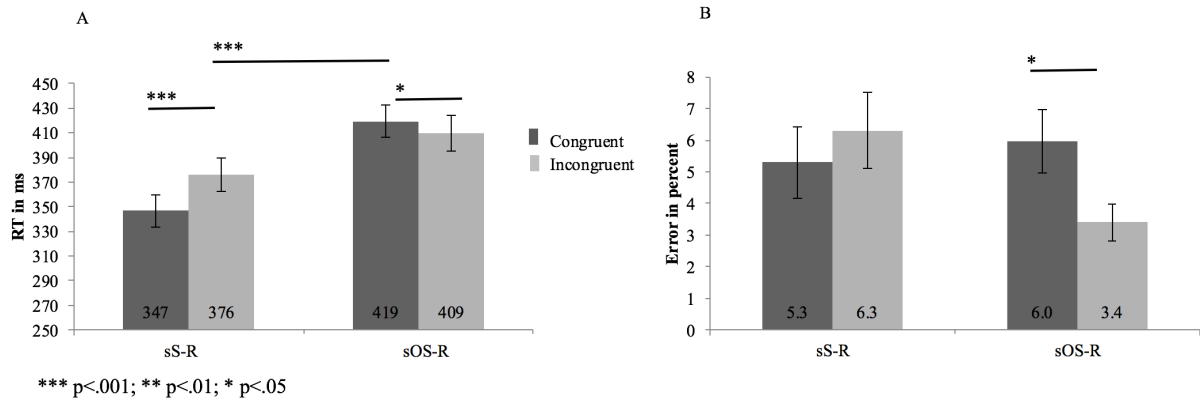 A
B
***
***
*
*
RT in ms
450
430
410
390
370
350
330
310
290
270
250
347
376
419
409
sS-R
sOS-R
Congruent
Incongruent
Error in percent
8
7
6
5
4
3
2
1
0
5.3
6.3
6.0
3.4
sS-R
sOS-R
*** p<.001; ** p<.01; * p<.05